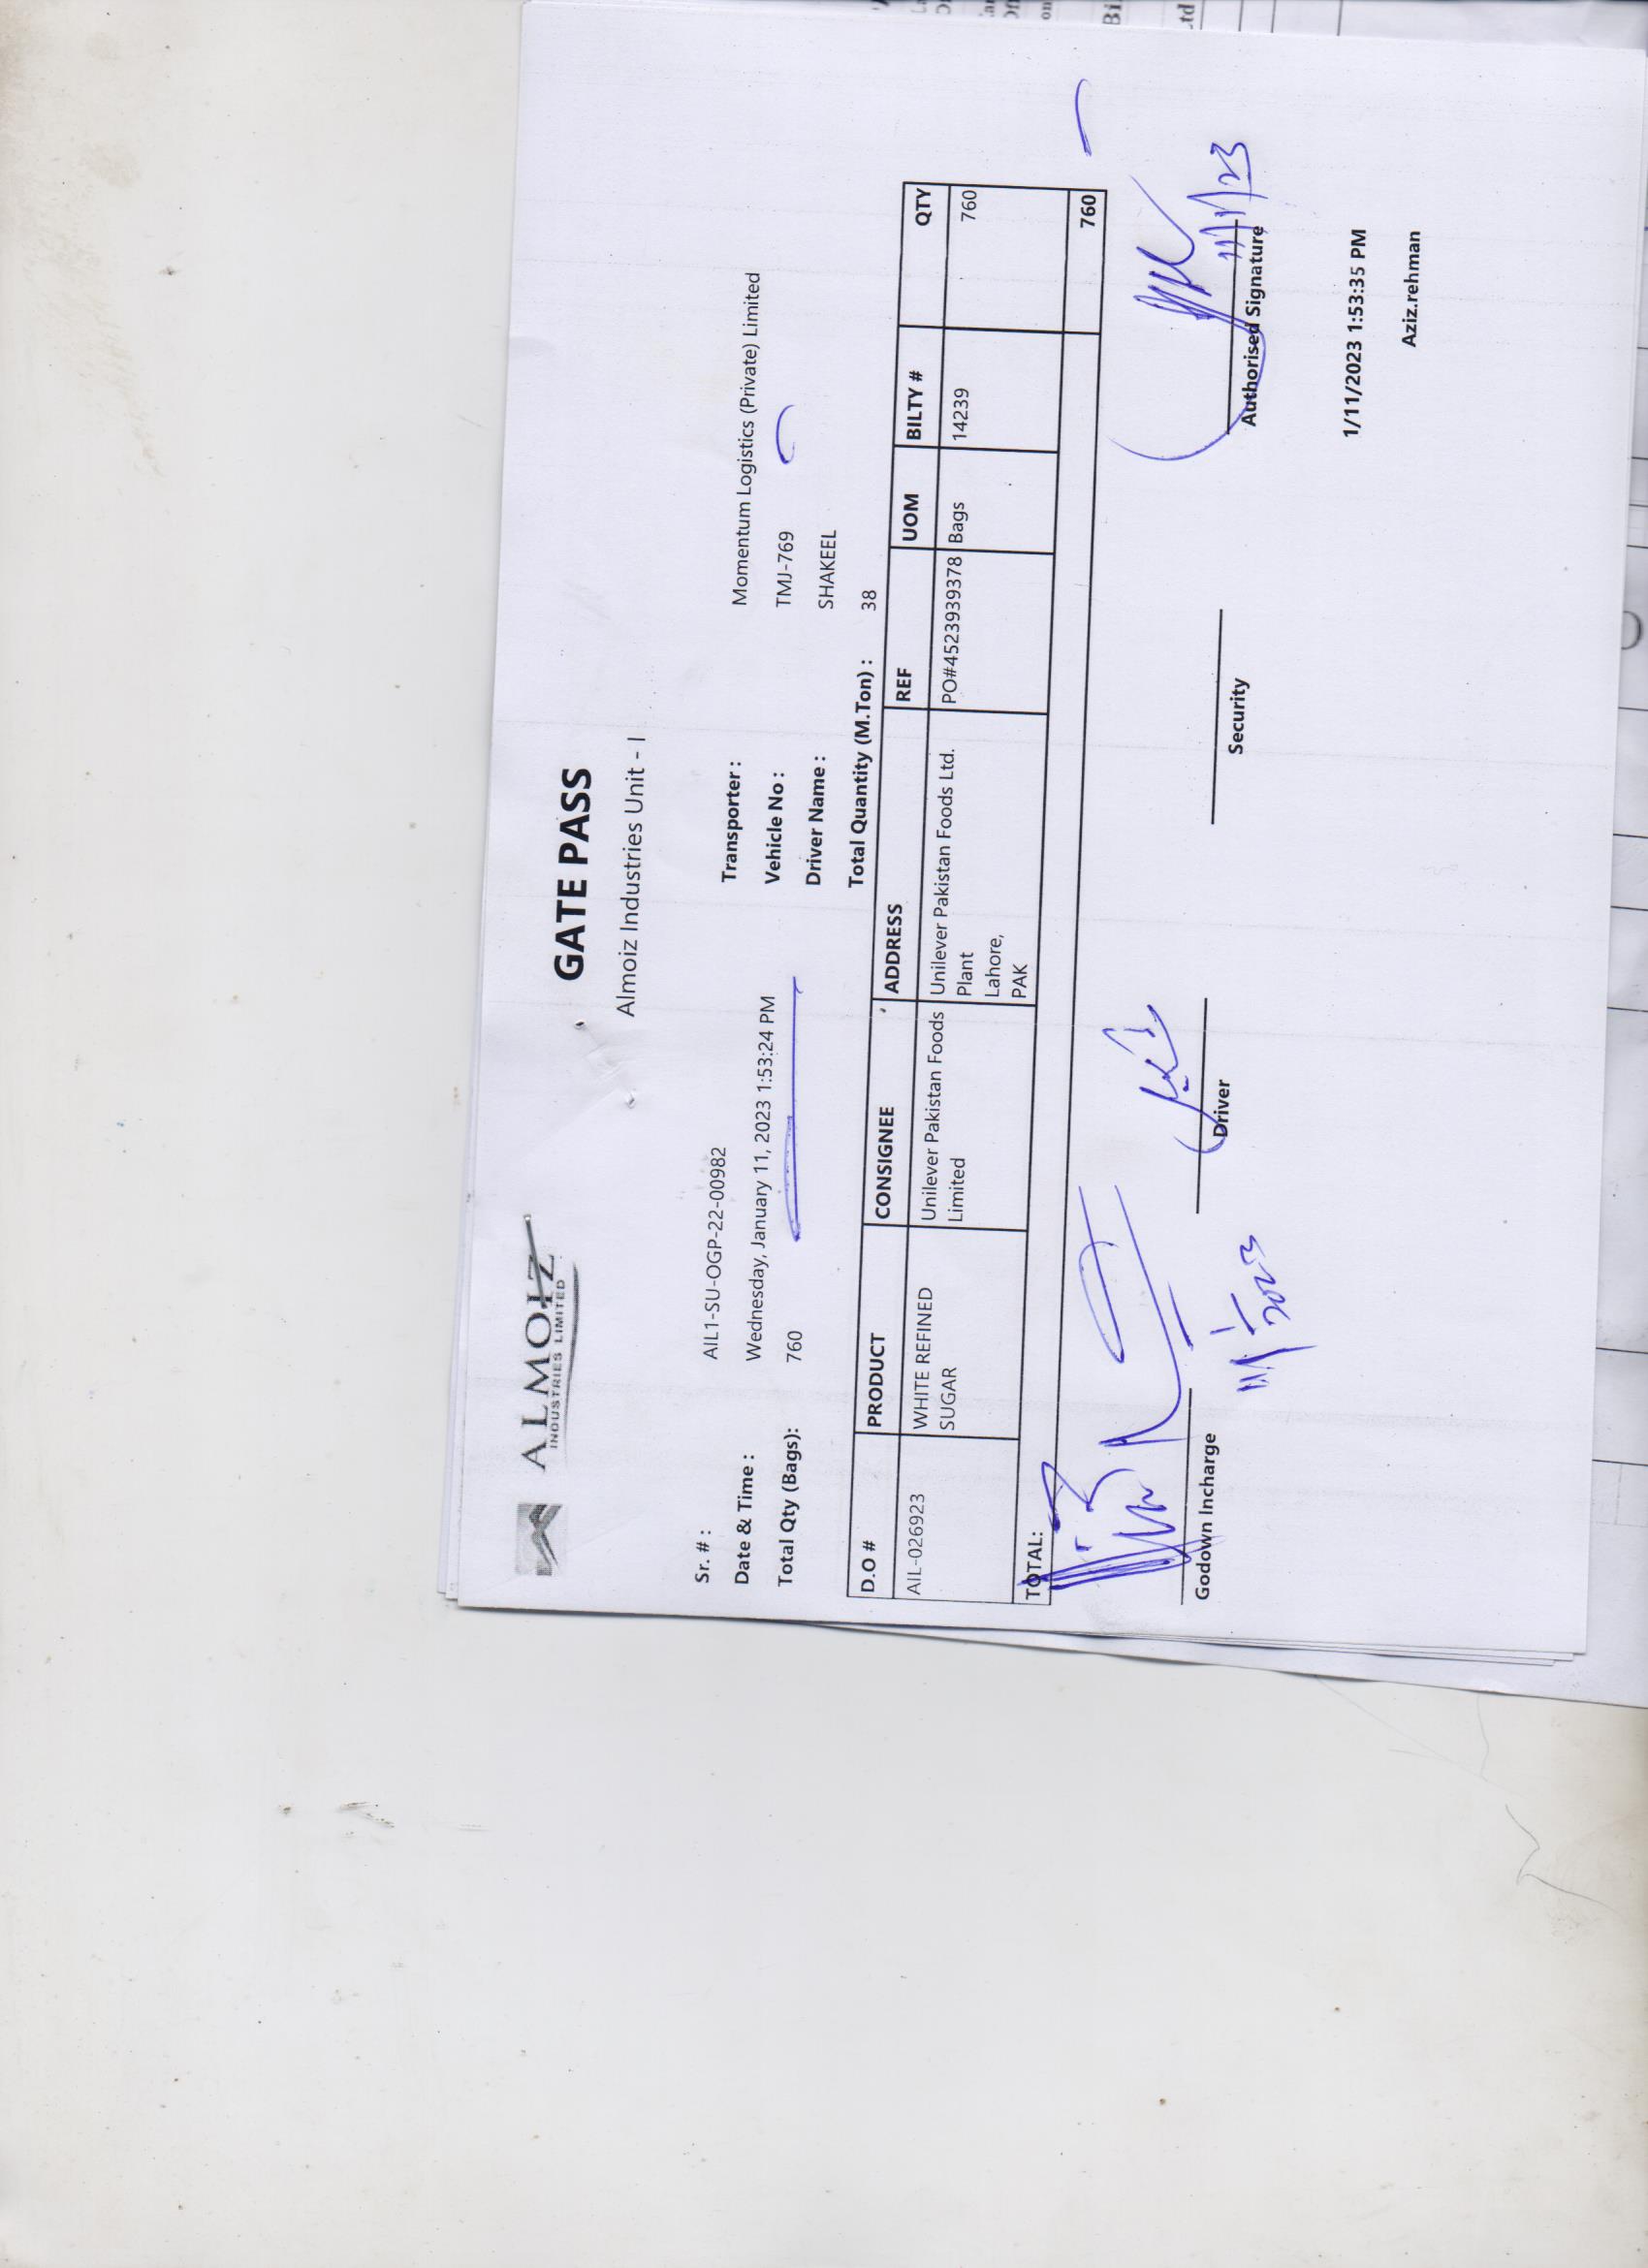 ALMOIZ
INDUSTRIES LIMITED
GATE PASS
Almoiz Industries Unit - I
Sr. # : AIL1-SU-OGP-22-00982
Transporter : Momentum Logistics (Private) Limited
Date & Time : Wednesday, January 11, 2023 1:53:24 PM
Vehicle No : TMJ-769
Total Qty (Bags): 760
Driver Name : SHAKEEL
Total Quantity (M.Ton) : 38
D.O # PRODUCT CONSIGNEE ADDRESS REF UOM BILTY # QTY
AIL-026923 WHITE REFINED SUGAR Unilever Pakistan Foods Limited Unilever Pakistan Foods Ltd. Plant Lahore, PAK PO#4523939378 Bags 14239 760
TOTAL: 760
Godown Incharge Driver Security Authorised Signature
11/1/2023
11/1/23
1/11/2023 1:53:35 PM
Aziz.rehman